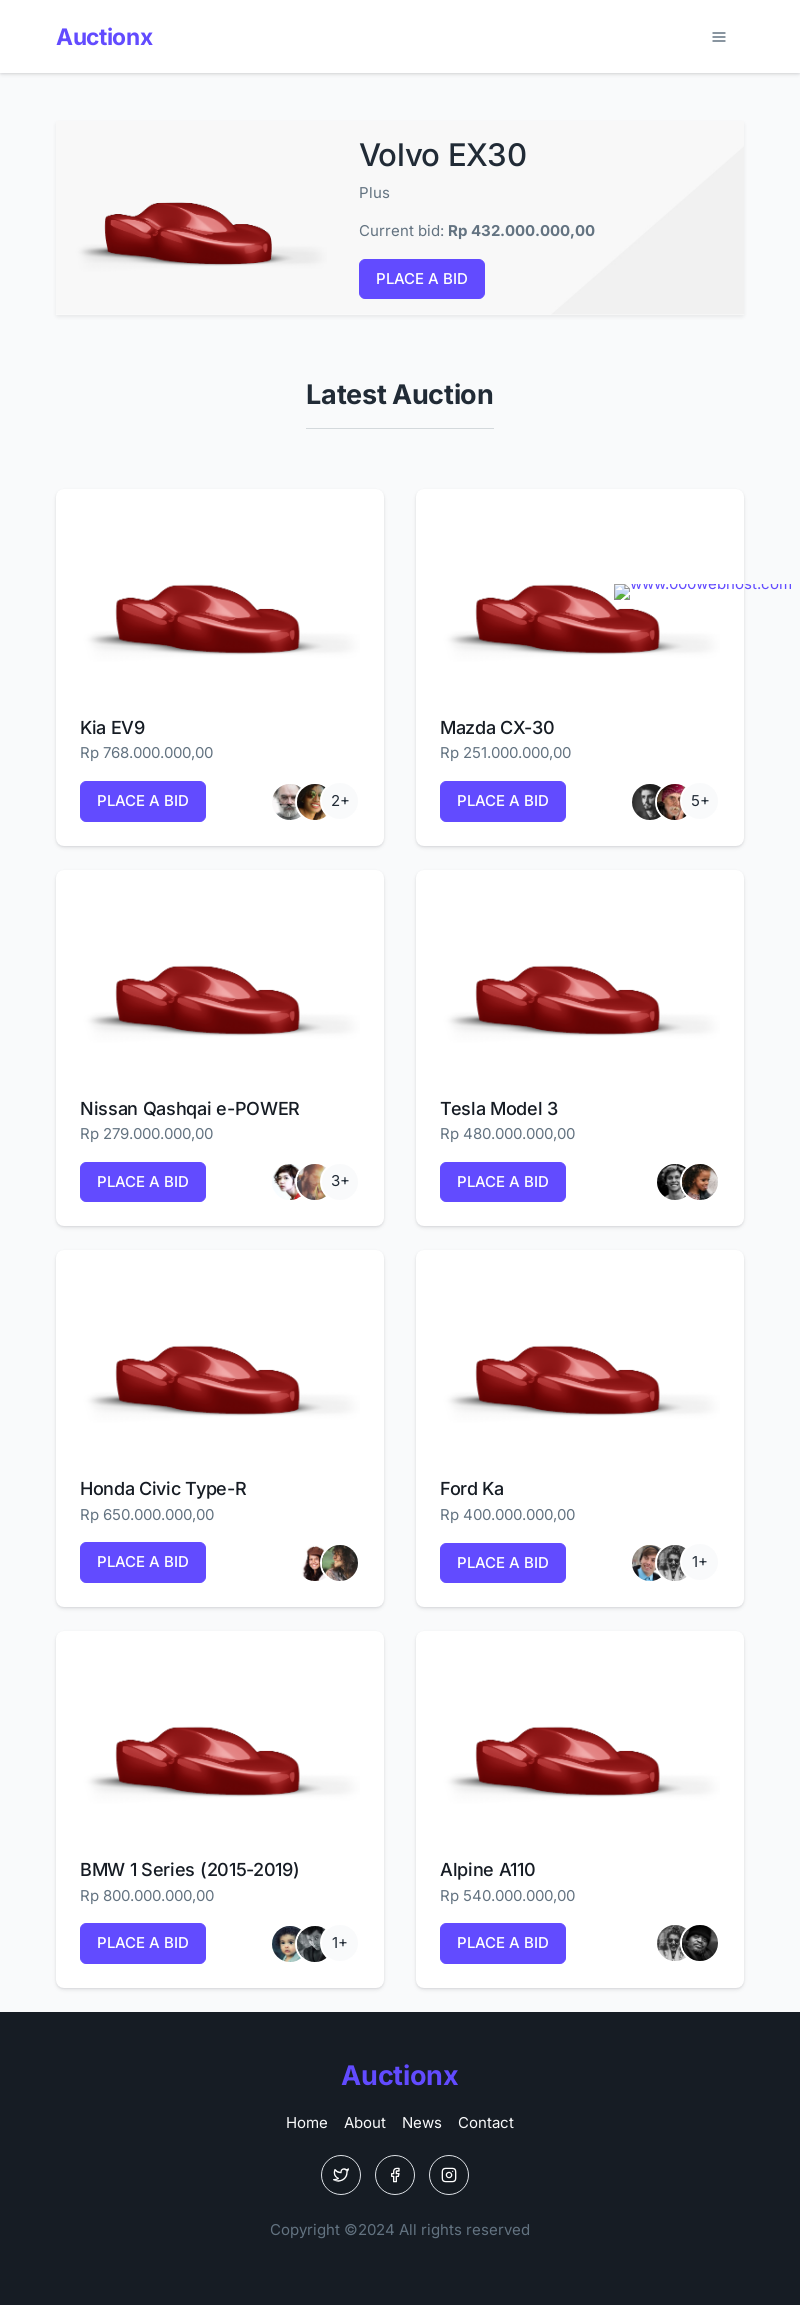 Auctionx
Volvo EX30
Plus
Current bid: Rp 432.000.000,00
PLACE A BID
Latest Auction
www.000webhost.com
Kia EV9
Rp 768.000.000,00
PLACE A BID
2+
Mazda CX-30
Rp 251.000.000,00
PLACE A BID
5+
Nissan Qashqai e-POWER
Rp 279.000.000,00
PLACE A BID
3+
Tesla Model 3
Rp 480.000.000,00
PLACE A BID
Honda Civic Type-R
Rp 650.000.000,00
PLACE A BID
Ford Ka
Rp 400.000.000,00
PLACE A BID
1+
BMW 1 Series (2015-2019)
Rp 800.000.000,00
PLACE A BID
1+
Alpine A110
Rp 540.000.000,00
PLACE A BID
Auctionx
Home About News Contact
Copyright ©2024 All rights reserved